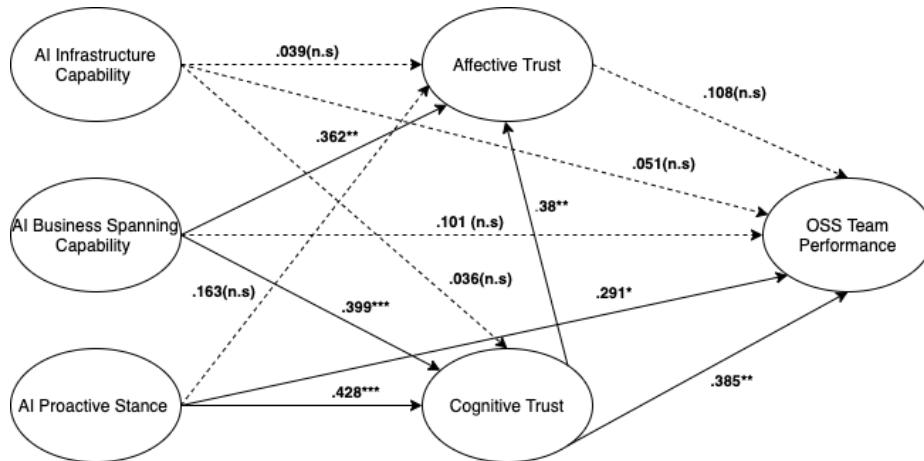 AI Infrastructure
Capability
.039(n.s)
Affective Trust
.108(n.s)
.362**
.051(n.s)
AI Business Spanning
Capability
.38**
.101 (n.s)
OSS Team
Performance
.163(n.s)
.036(n.s)
.399***
.291*
AI Proactive Stance
.428***
Cognitive Trust
.385**